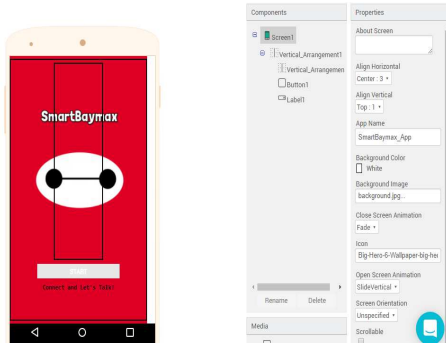 SmartBaymax
START
Connect and Let's Talk!
Components
Screen1
Vertical_Arrangement1
Vertical_Arrangemen
Button1
Label1
Rename Delete
Media
Properties
About Screen
Align Horizontal
Center : 3
Align Vertical
Top : 1
App Name
SmartBaymax_App
Background Color
White
Background Image
background.jpg...
Close Screen Animation
Fade
Icon
Big-Hero-6-Wallpaper-big-her
Open Screen Animation
SlideVertical
Screen Orientation
Unspecified
Scrollable